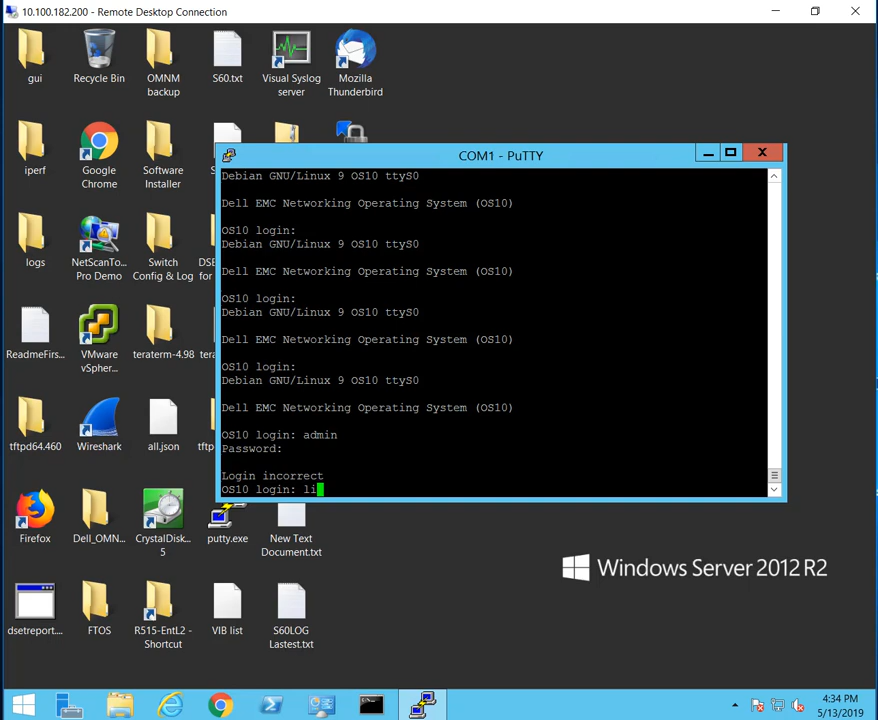 10.100.182.200 - Remote Desktop Connection
gui
Recycle Bin
OMNM
backup
S60.txt
Visual Syslog
server
Mozilla
Thunderbird
iperf
Google
Chrome
Software
Installer
logs
NetScanTo...
Pro Demo
Switch
Config & Log
ReadmeFirs...
VMware
vSpher...
teraterm-4.98
tftpd64.460
Wireshark
all.json
Firefox
Dell_OMN...
CrystalDisk...
5
putty.exe
New Text
Document.txt
dsetreport....
FTOS
R515-EntL2 -
Shortcut
VIB list
S60LOG
Lastest.txt
COM1 - PuTTY
Debian GNU/Linux 9 OS10 ttyS0
Dell EMC Networking Operating System (OS10)
OS10 login:
Debian GNU/Linux 9 OS10 ttyS0
Dell EMC Networking Operating System (OS10)
OS10 login:
Debian GNU/Linux 9 OS10 ttyS0
Dell EMC Networking Operating System (OS10)
OS10 login:
Debian GNU/Linux 9 OS10 ttyS0
Dell EMC Networking Operating System (OS10)
OS10 login: admin
Password:
Login incorrect
OS10 login: li
Windows Server 2012 R2
4:34 PM
5/13/2019